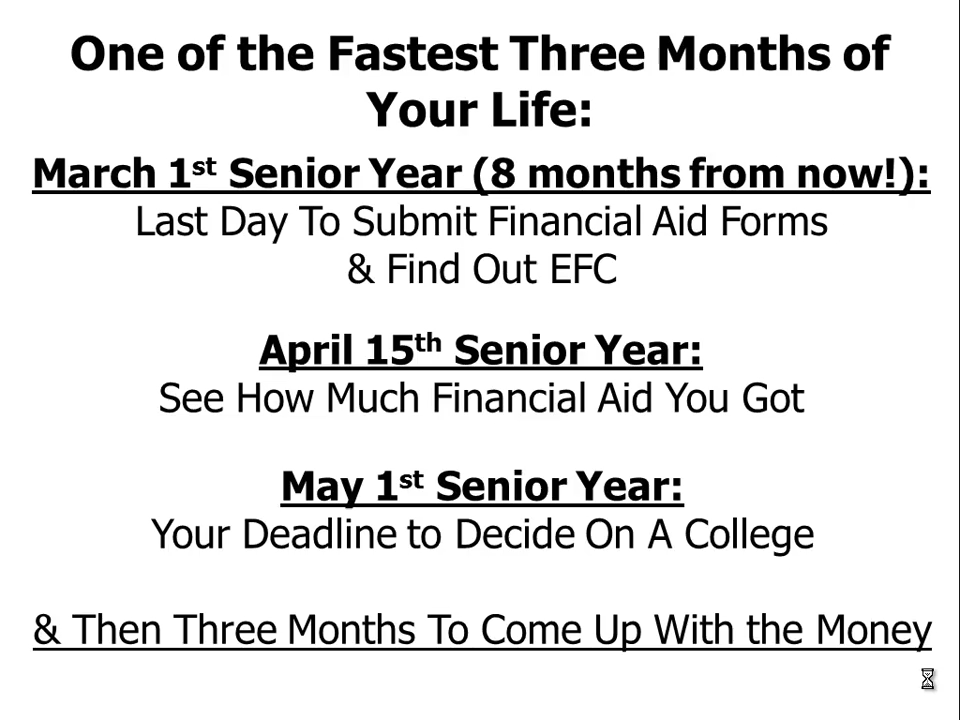 One of the Fastest Three Months of
Your Life:
March 1st Senior Year (8 months from now!):
Last Day To Submit Financial Aid Forms
& Find Out EFC
April 15th Senior Year:
See How Much Financial Aid You Got
May 1st Senior Year:
Your Deadline to Decide On A College
& Then Three Months To Come Up With the Money